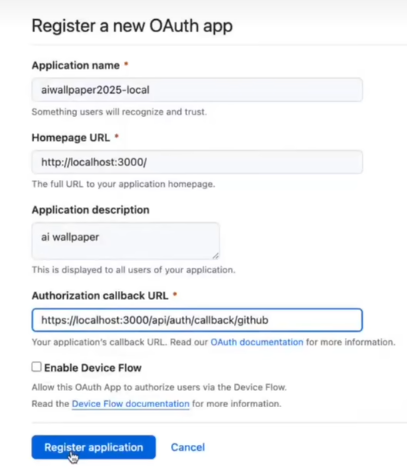 Register a new OAuth app
Application name *
aiwallpaper2025-local
Something users will recognize and trust.
Homepage URL *
http://localhost:3000/
The full URL to your application homepage.
Application description
ai wallpaper
This is displayed to all users of your application.
Authorization callback URL *
https://localhost:3000/api/auth/callback/github
Your application's callback URL. Read our OAuth documentation for more information.
Enable Device Flow
Allow this OAuth App to authorize users via the Device Flow.
Read the Device Flow documentation for more information.
Register application Cancel